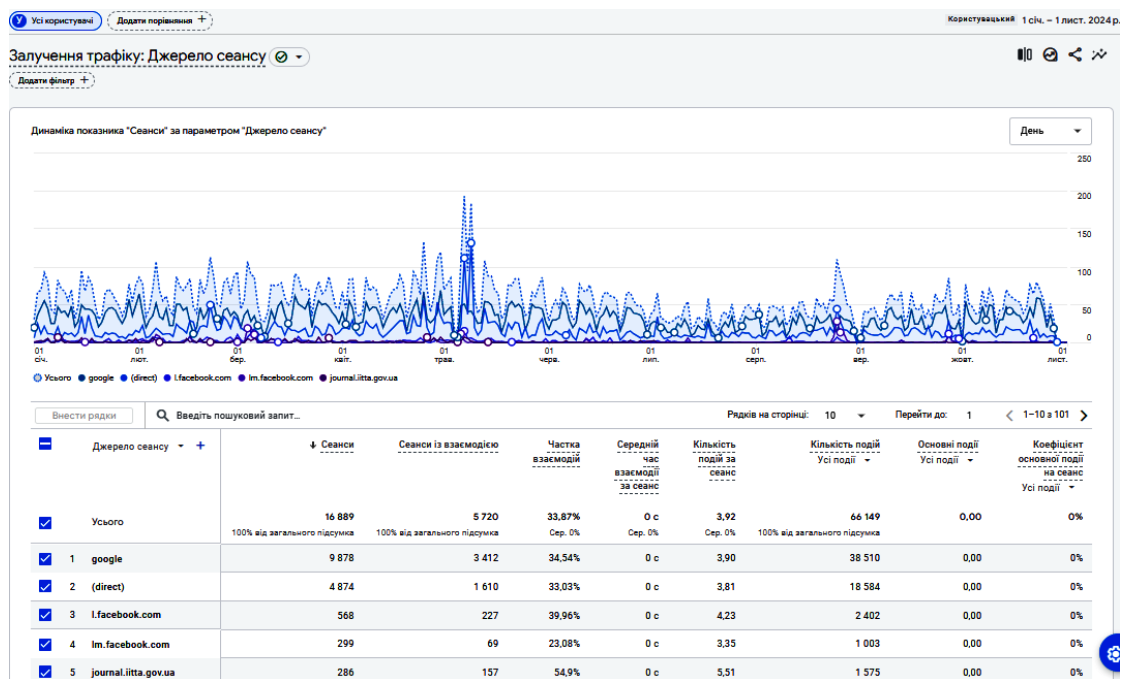 У Усі користувачі Додати порівняння + Користувацький 1 січ. – 1 лист. 2024 р.
Залучення трафіку: Джерело сеансу
Додати фільтр +
Динаміка показника "Сеанси" за параметром "Джерело сеансу"
День
250
200
150
100
50
0
01 01 01 01 01 01 01 01 01 01 01
січ. лют. бер. квіт. трав. черв. лип. серп. вер. жовт. лист.
Усього google (direct) l.facebook.com lm.facebook.com journal.iitta.gov.ua
Внести рядки Введіть пошуковий запит... Рядків на сторінці: 10 Перейти до: 1 < 1–10 з 101 >
Джерело сеансу + ↓ Сеанси Сеанси із взаємодією Частка взаємодій Середній час взаємодії за сеанс Кількість подій за сеанс Кількість подій Усі події Основні події Усі події Коефіцієнт основної події на сеанс Усі події
Усього 16 889 5 720 33,87% 0 с 3,92 66 149 0,00 0%
100% від загального підсумка 100% від загального підсумка Сер. 0% Сер. 0% Сер. 0% 100% від загального підсумка
1 google 9 878 3 412 34,54% 0 с 3,90 38 510 0,00 0%
2 (direct) 4 874 1 610 33,03% 0 с 3,81 18 584 0,00 0%
3 l.facebook.com 568 227 39,96% 0 с 4,23 2 402 0,00 0%
4 lm.facebook.com 299 69 23,08% 0 с 3,35 1 003 0,00 0%
5 journal.iitta.gov.ua 286 157 54,9% 0 с 5,51 1 575 0,00 0%